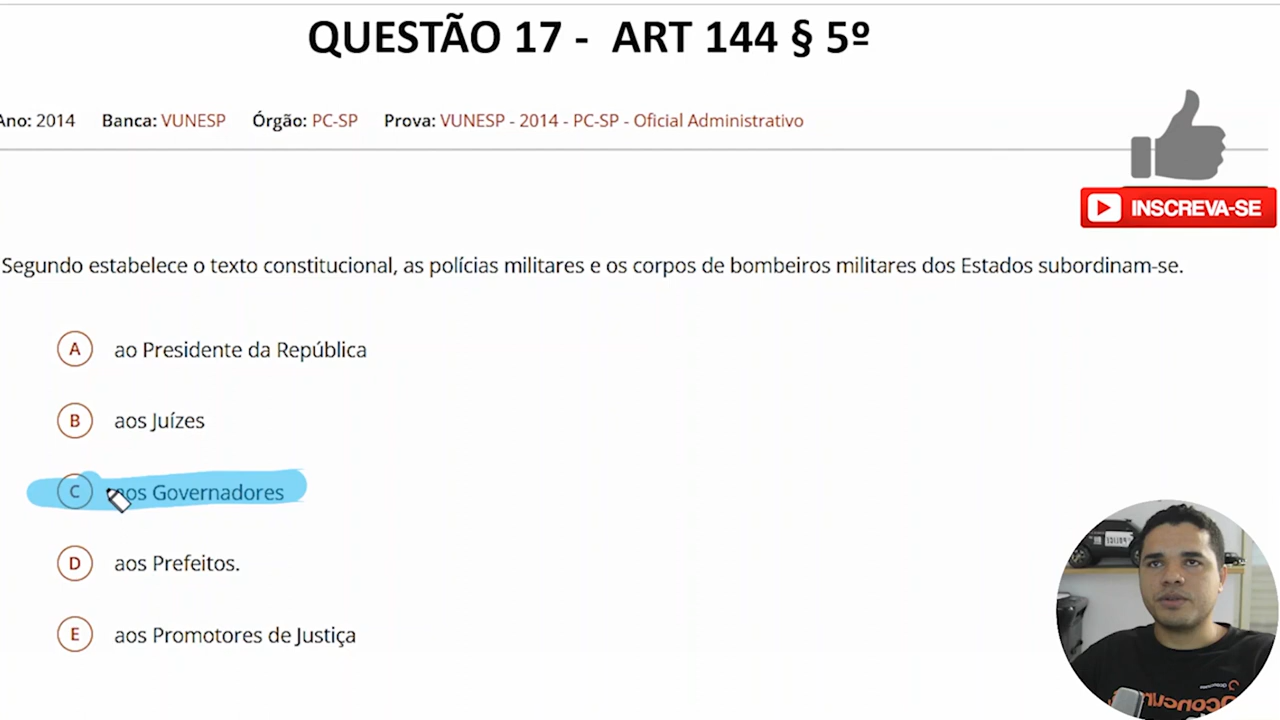 QUESTÃO 17 - ART 144 § 5º
Ano: 2014 Banca: VUNESP Órgão: PC-SP Prova: VUNESP - 2014 - PC-SP - Oficial Administrativo
INSCREVA-SE
Segundo estabelece o texto constitucional, as polícias militares e os corpos de bombeiros militares dos Estados subordinam-se.
A ao Presidente da República
B aos Juízes
C aos Governadores
D aos Prefeitos.
E aos Promotores de Justiça